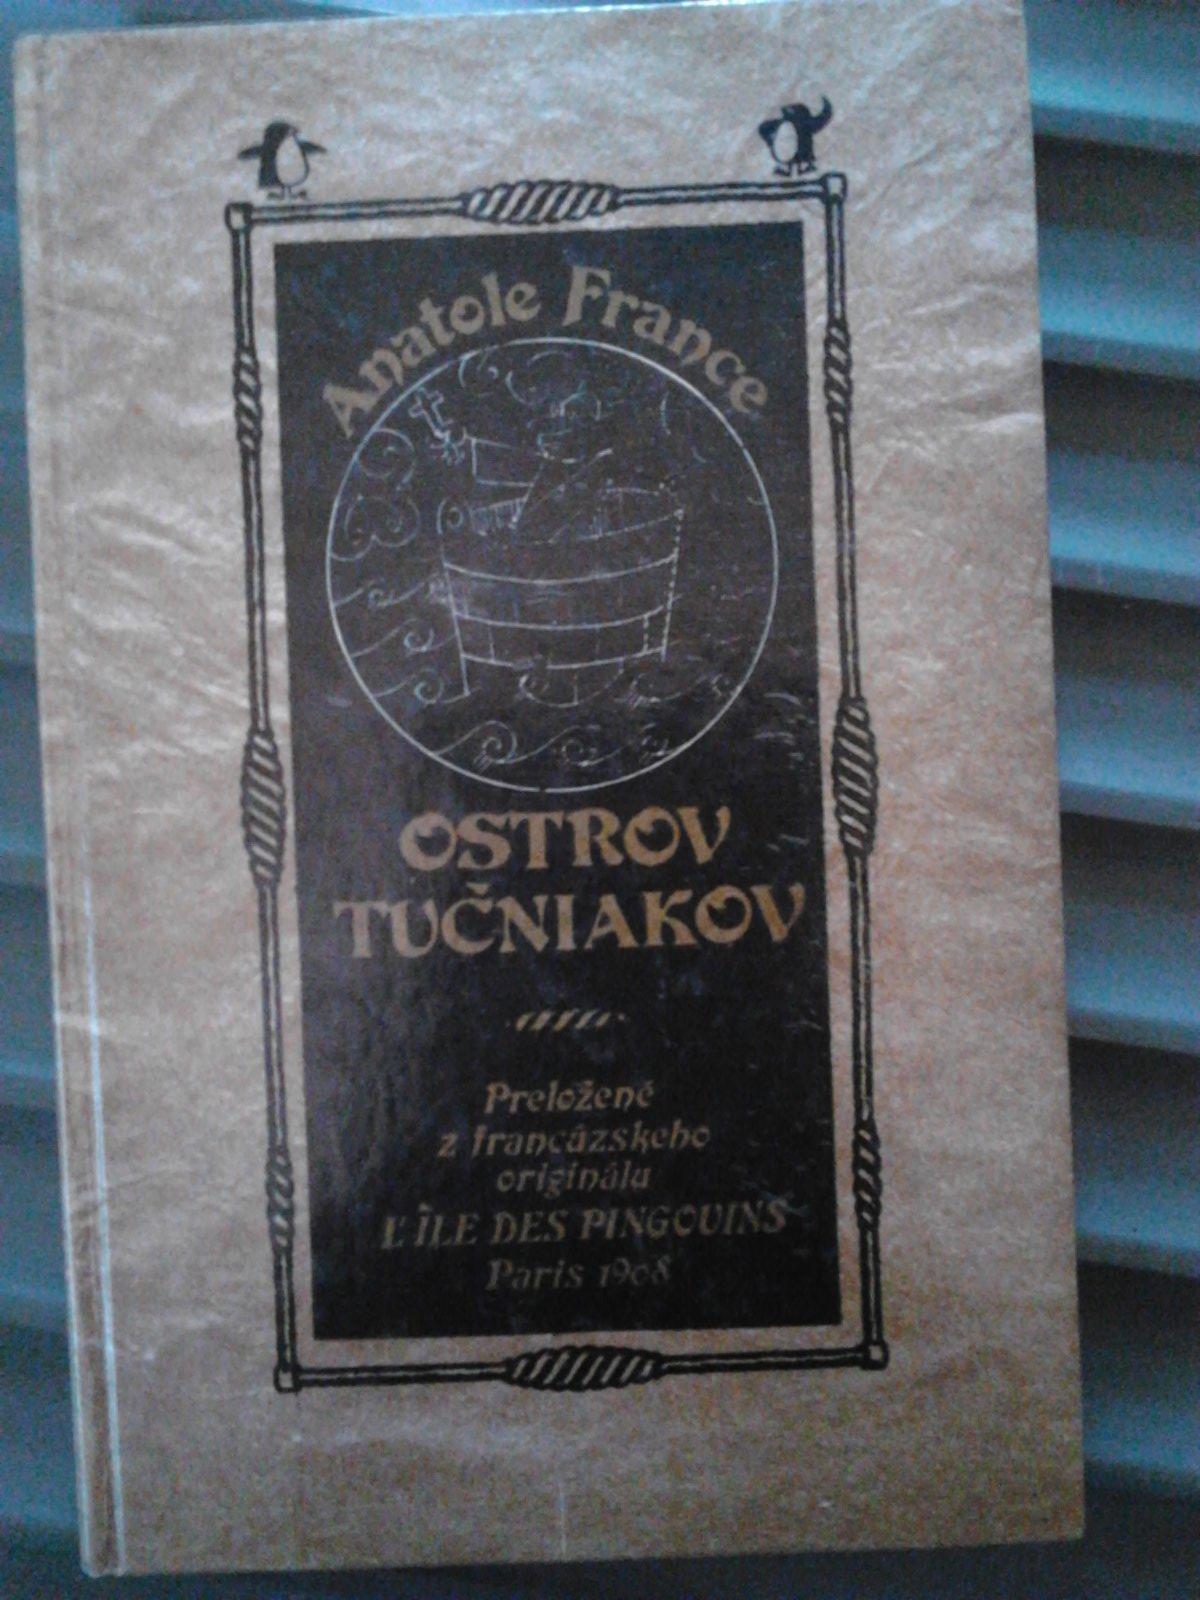 Anatole France
OSTROV
TUČNIAKOV
Preložené
z francúzskeho
originálu
L'ÎLE DES PINGOUINS
Paris 1908